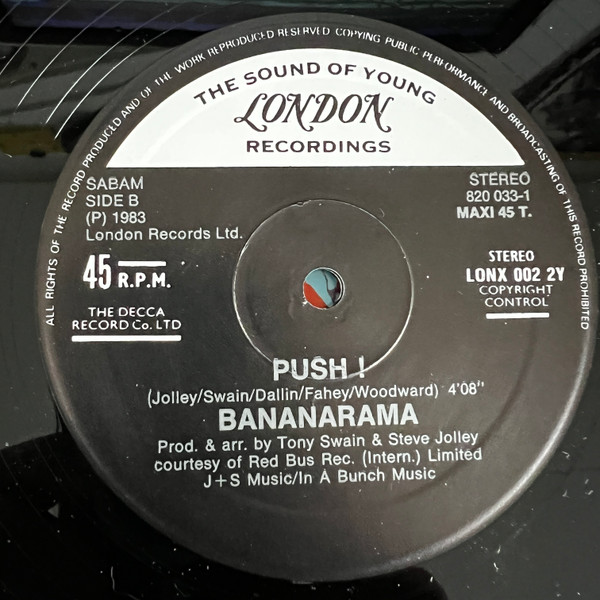 ALL RIGHTS OF THE RECORD PRODUCED AND OF THE WORK REPRODUCED RESERVED COPYING PUBLIC PERFORMANCE AND BROADCASTING OF THIS RECORD PROHIBITED
THE SOUND OF YOUNG
LONDON
RECORDINGS
SABAM
SIDE B
(P) 1983
London Records Ltd.
STEREO
820 033-1
MAXI 45 T.
45 R.P.M.
THE DECCA
RECORD Co. LTD
STEREO
LONX 002 2Y
COPYRIGHT
CONTROL
PUSH !
(Jolley/Swain/Dallin/Fahey/Woodward) 4'08"
BANANARAMA
Prod. & arr. by Tony Swain & Steve Jolley
courtesy of Red Bus Rec. (Intern.) Limited
J+S Music/In A Bunch Music